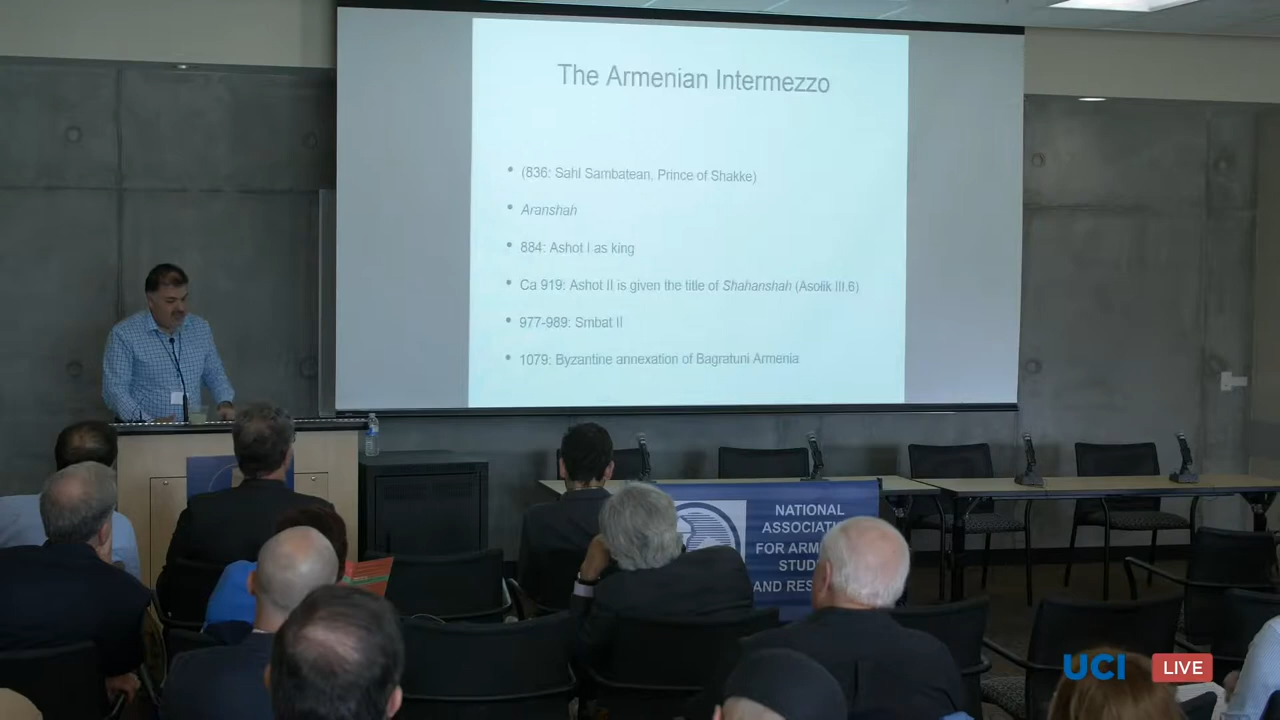 The Armenian Intermezzo
• (836: Sahl Sambatean, Prince of Shakke)
• Aranshah
• 884: Ashot I as king
• Ca 919: Ashot II is given the title of Shahanshah (Asolik III.6)
• 977-989: Smbat II
• 1079: Byzantine annexation of Bagratuni Armenia
NATIONAL
ASSOCIATI
FOR ARM
STUD
AND RES
UCI LIVE